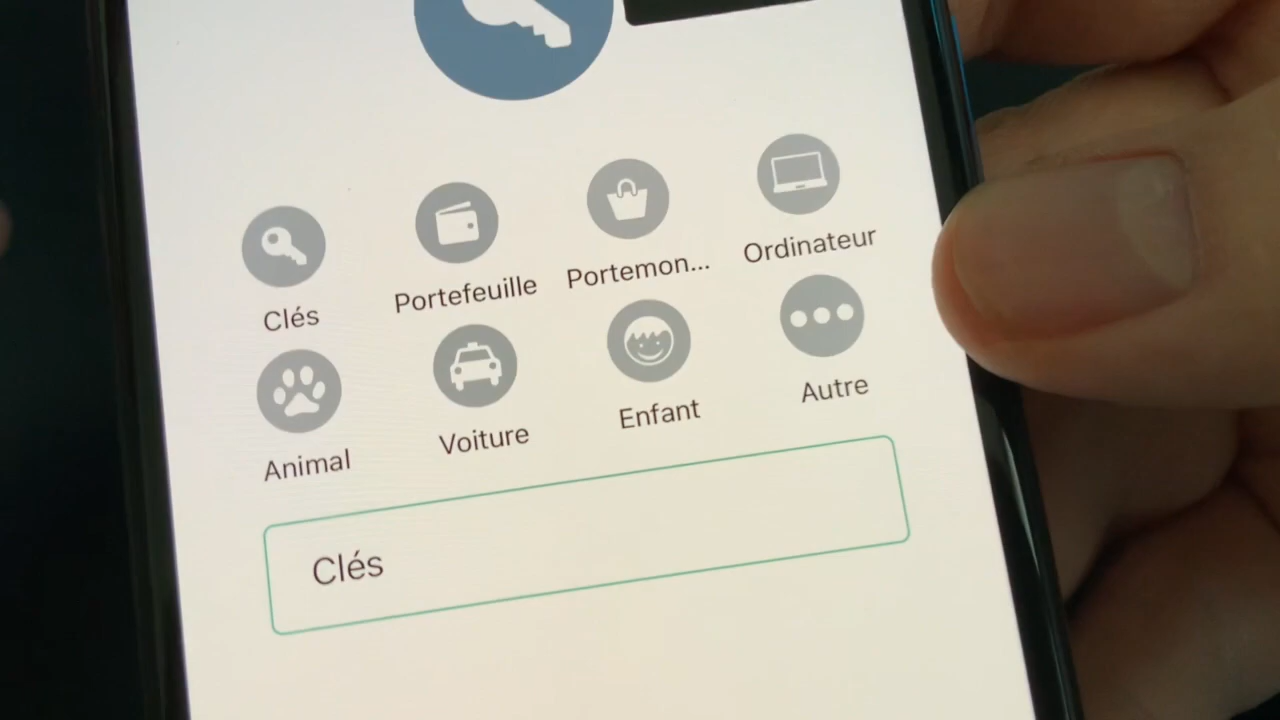 Clés
Portefeuille
Portemon...
Ordinateur
Animal
Voiture
Enfant
Autre
Clés